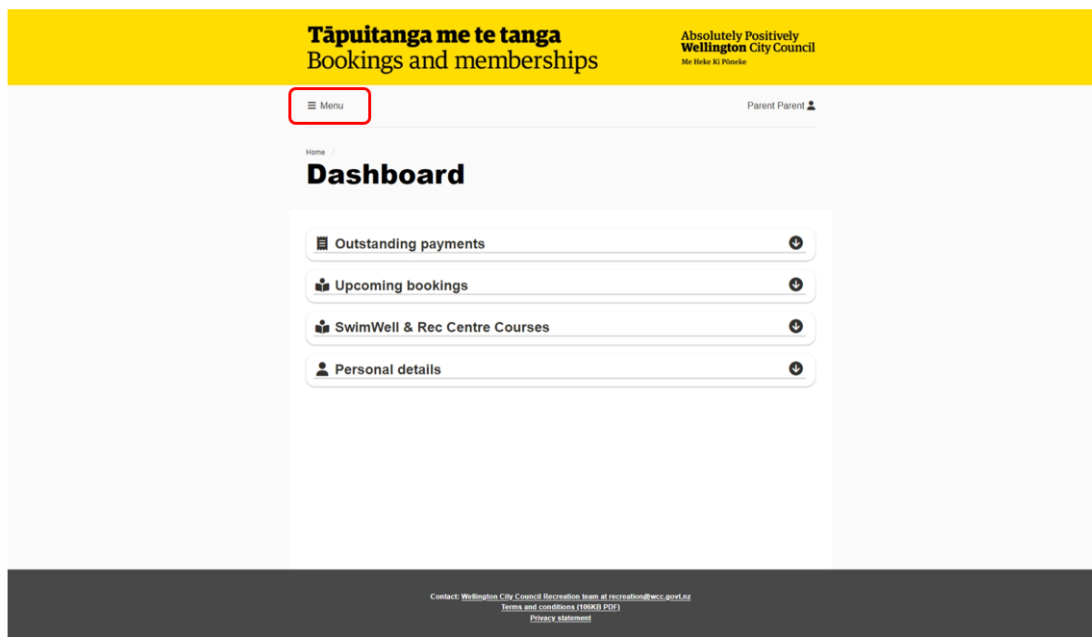 Tāpuitanga me te tanga
Bookings and memberships
Absolutely Positively
Wellington City Council
Me Heke Ki Pōneke
Menu
Parent Parent
Home /
Dashboard
Outstanding payments
Upcoming bookings
SwimWell & Rec Centre Courses
Personal details
Contact: Wellington City Council Recreation team at recreation@wcc.govt.nz
Terms and conditions (106KB PDF)
Privacy statement